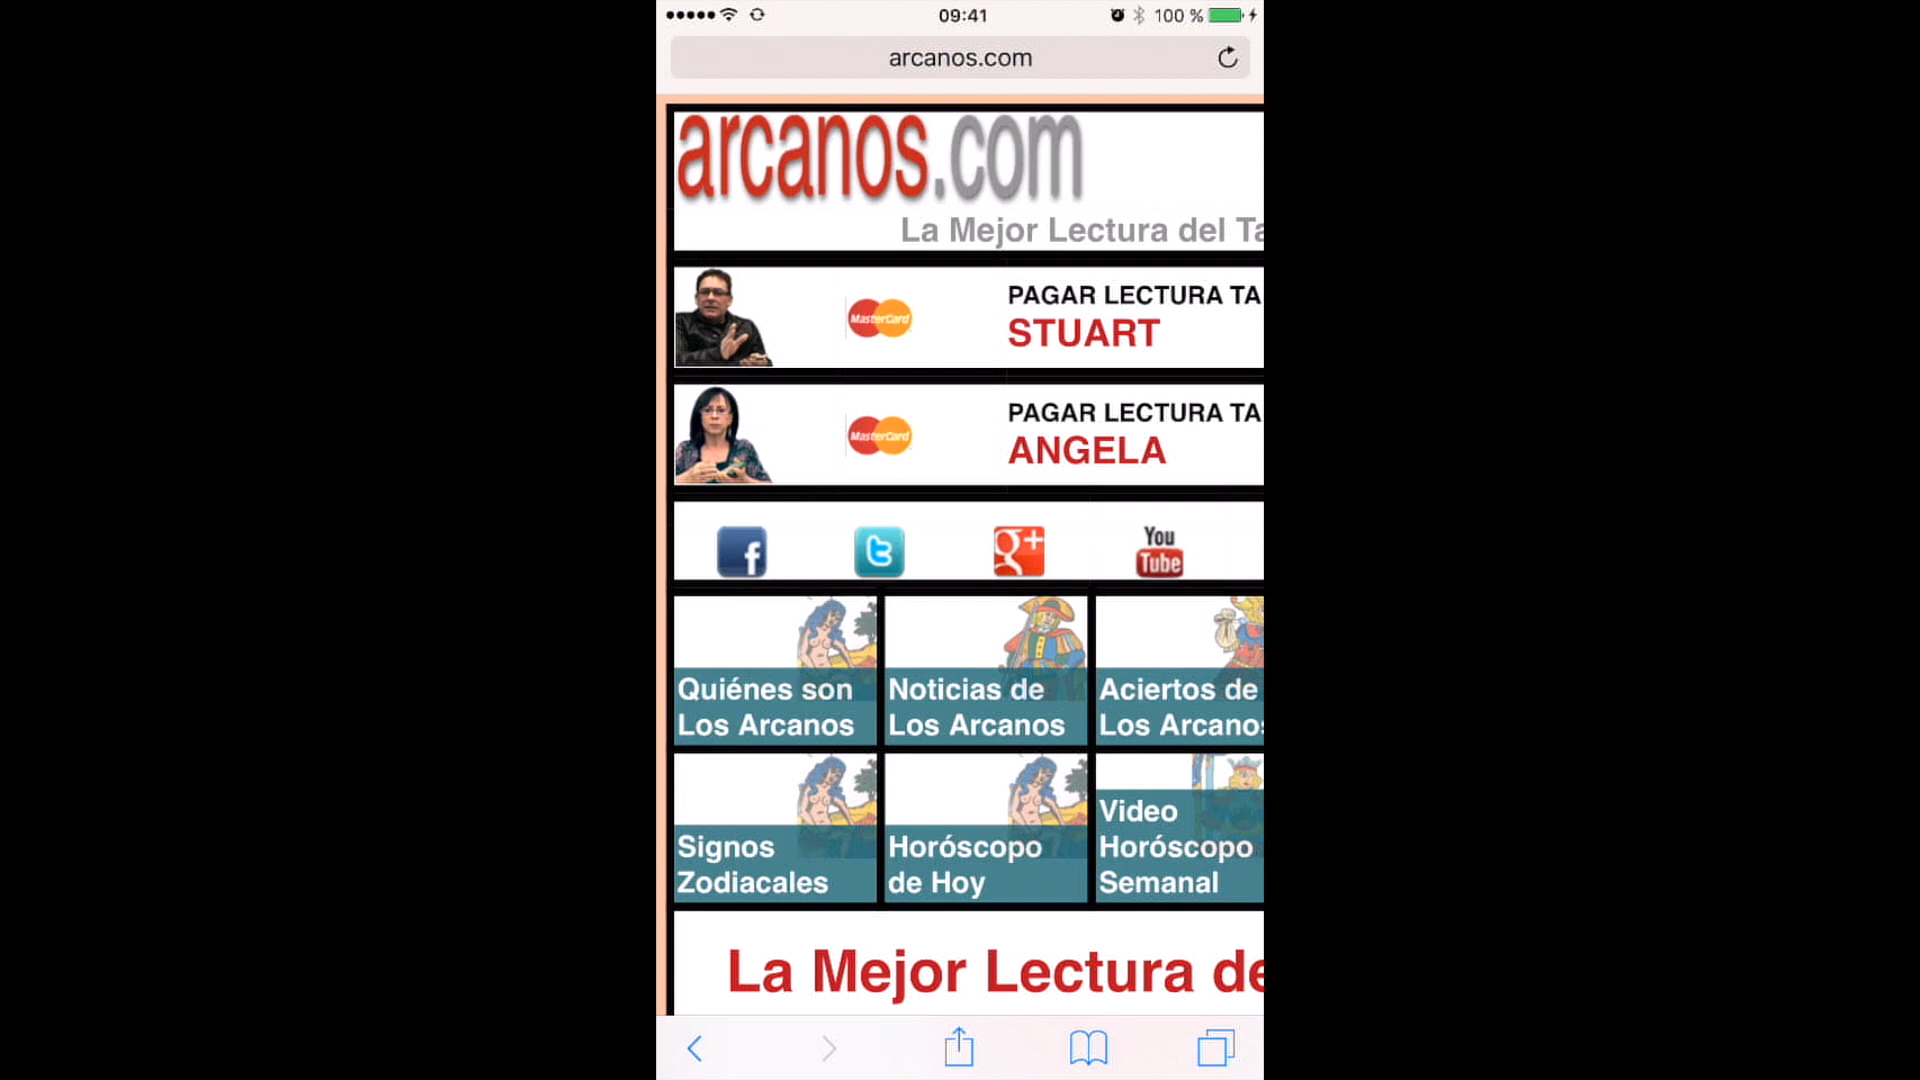 09:41
100 %
arcanos.com
arcanos.com
La Mejor Lectura del Ta
MasterCard
PAGAR LECTURA TA
STUART
MasterCard
PAGAR LECTURA TA
ANGELA
f
t
g+
You
Tube
Quiénes son
Los Arcanos
Noticias de
Los Arcanos
Aciertos de
Los Arcanos
Signos
Zodiacales
Horóscopo
de Hoy
Video
Horóscopo
Semanal
La Mejor Lectura de